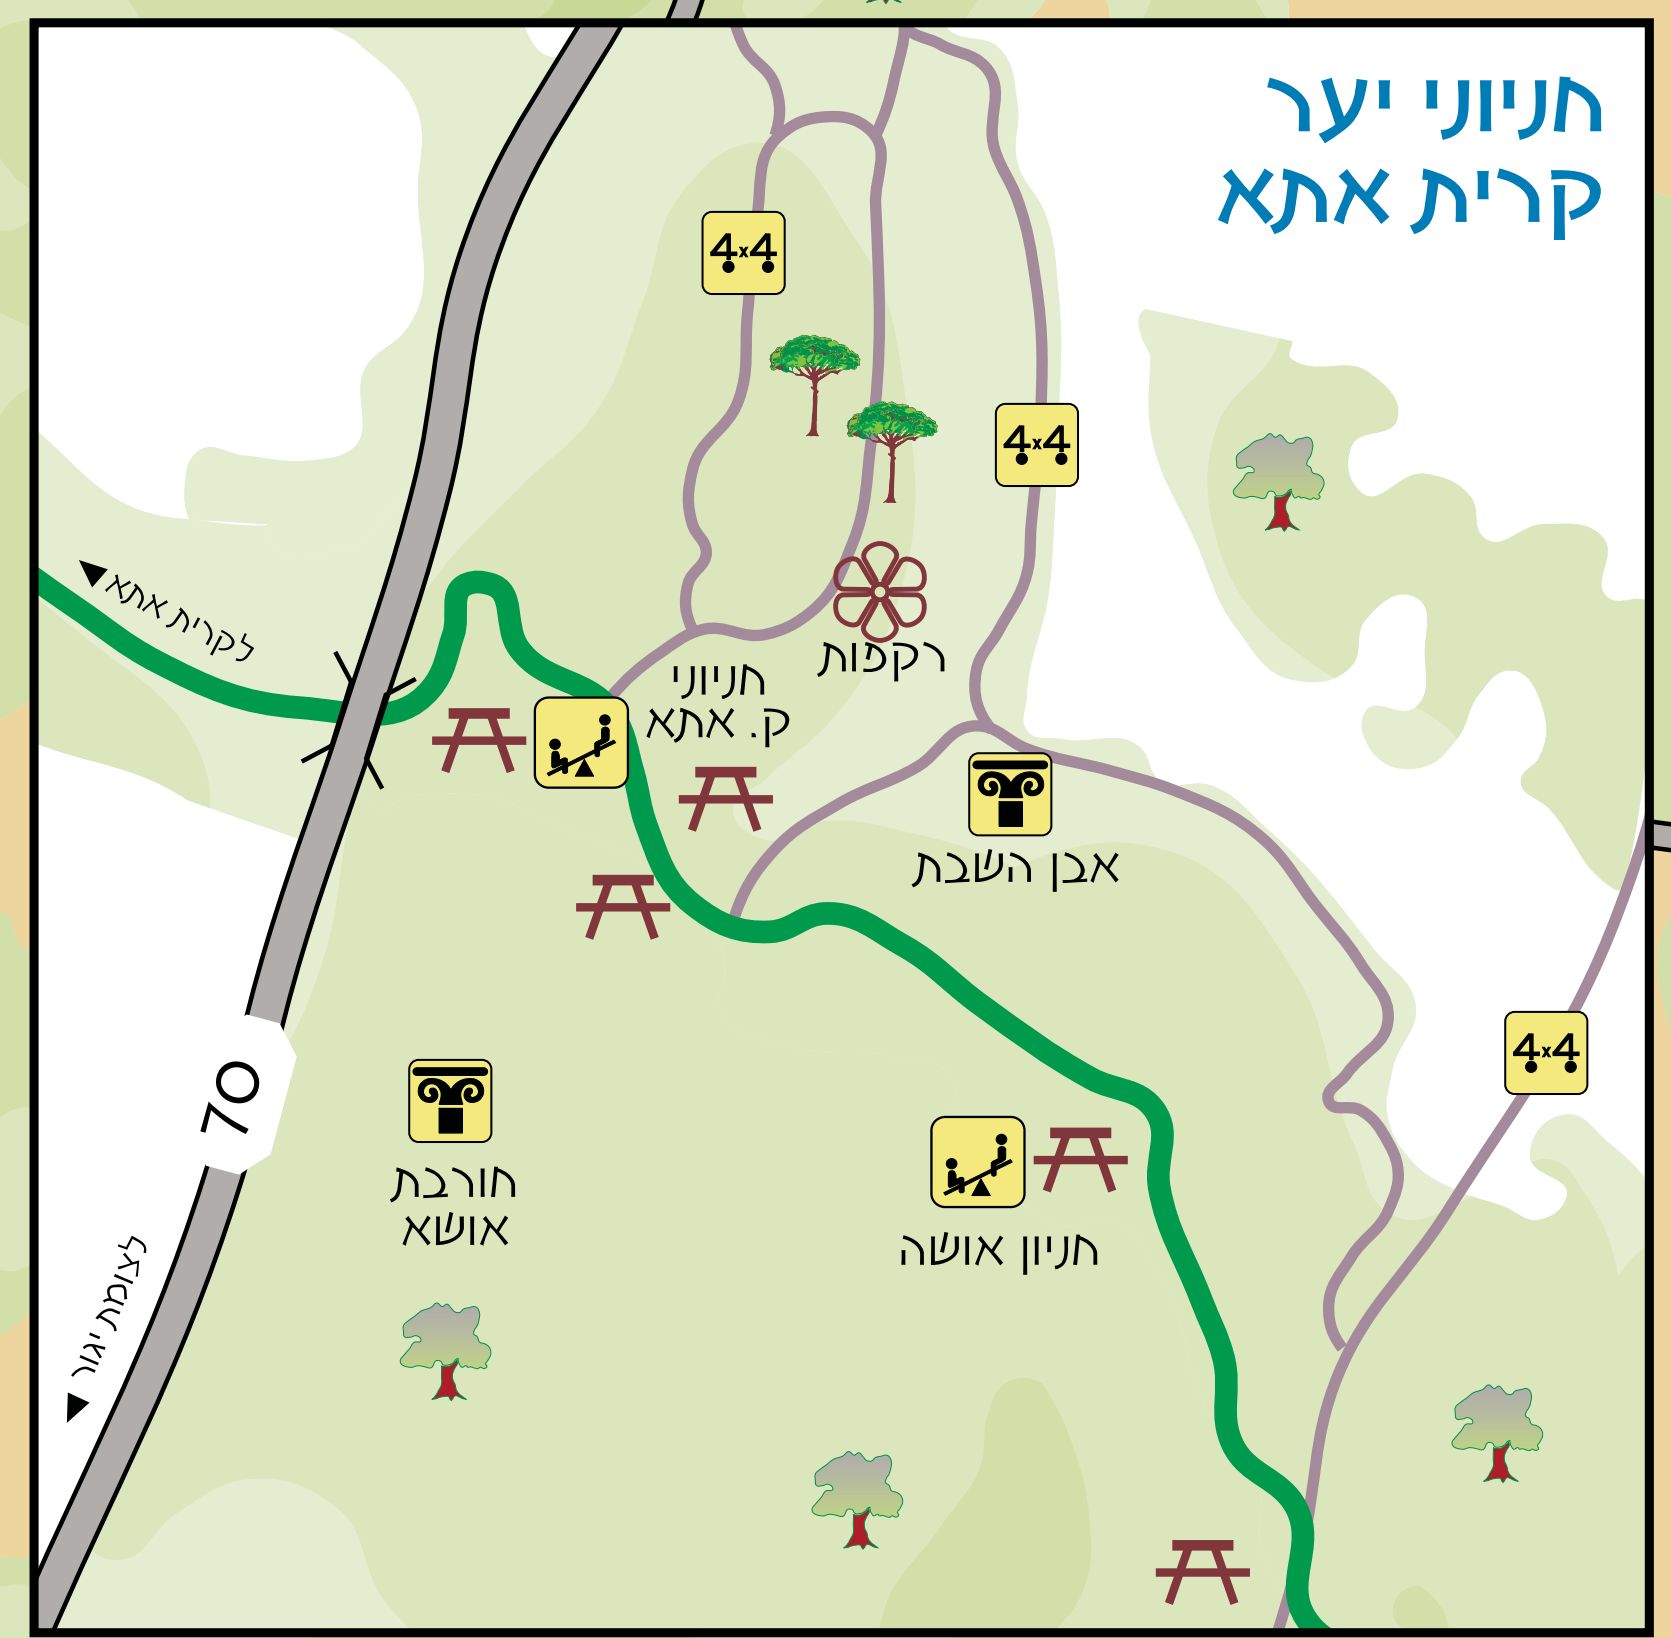 חניוני יער
קרית אתא
4x4
4x4
לקרית אתא
רקפות
חניוני
ק. אתא
אבן השבת
4x4
70
חורבת
אושא
חניון אושה
לצומת יגור